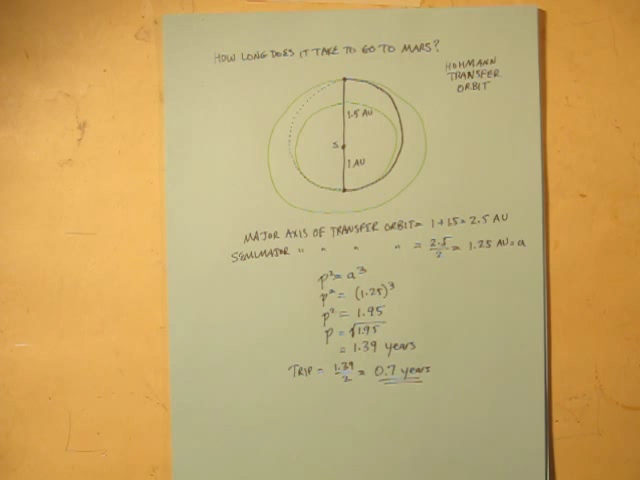 HOW LONG DOES IT TAKE TO GO TO MARS?
HOHMANN
TRANSFER
ORBIT
1.5 AU
S
1 AU
MAJOR AXIS OF TRANSFER ORBIT = 1 + 1.5 = 2.5 AU
SEMIMAJOR " " " " = 2.5/2 = 1.25 AU = a
p² = a³
p² = (1.25)³
p² = 1.95
p = √1.95
= 1.39 years
TRIP = 1.39/2 = 0.7 years